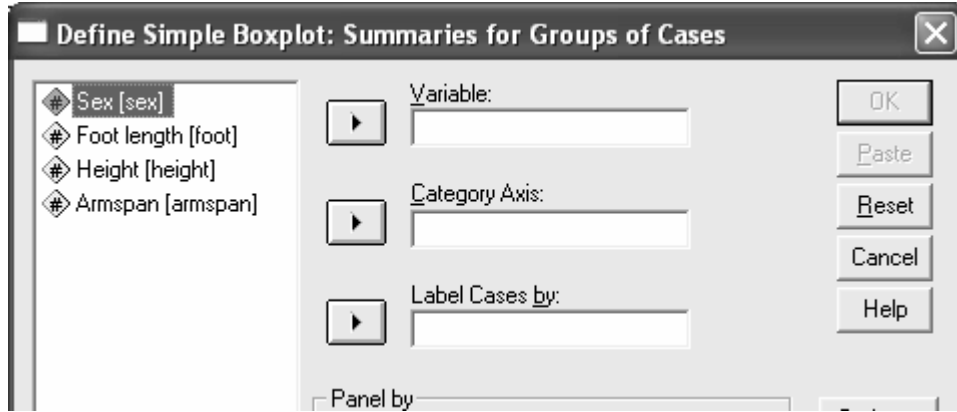 Define Simple Boxplot: Summaries for Groups of Cases
Sex [sex]
Foot length [foot]
Height [height]
Armspan [armspan]
Variable:
Category Axis:
Label Cases by:
Panel by
OK
Paste
Reset
Cancel
Help